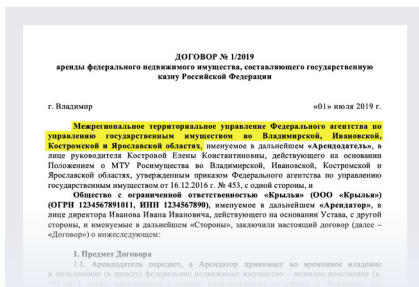 ДОГОВОР № 1/2019
аренды федерального недвижимого имущества, составляющего государственную
казну Российской Федерации
г. Владимир «01» июля 2019 г.
Межрегиональное территориальное управление Федерального агентства по
управлению государственным имуществом во Владимирской, Ивановской,
Костромской и Ярославской областях, именуемое в дальнейшем «Арендодатель», в
лице руководителя Костровой Елены Константиновны, действующего на основании
Положением о МТУ Росимущества во Владимирской, Ивановской, Костромской и
Ярославской областях, утвержденным приказом Федерального агентства по управлению
государственным имуществом от 16.12.2016 г. № 453, с одной стороны, и
Общество с ограниченной ответственностью «Крылья» (ООО «Крылья»)
(ОГРН 1234567891011, ИНН 1234567890), именуемое в дальнейшем «Арендатор», в
лице директора Иванова Ивана Ивановича, действующего на основании Устава, с другой
стороны, и именуемые в дальнейшем «Стороны», заключили настоящий договор (далее –
«Договор») о нижеследующем:
1. Предмет Договора
1.1. Арендодатель передает, а Арендатор принимает во временное владение
и пользование (в аренду) федеральное недвижимое имущество – нежилое помещение (в